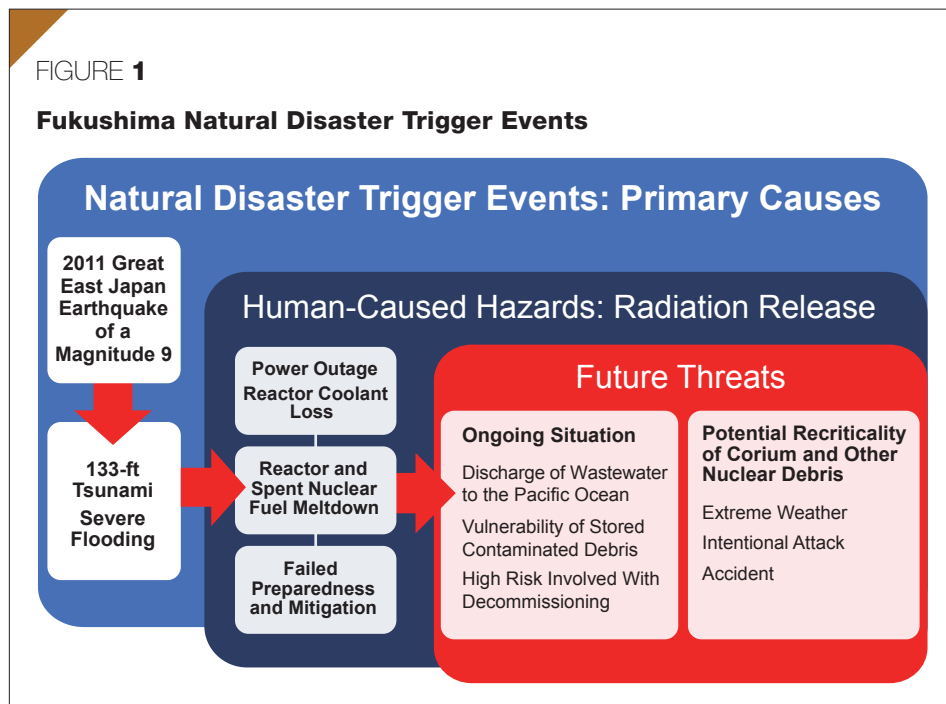 FIGURE 1
Fukushima Natural Disaster Trigger Events
Natural Disaster Trigger Events: Primary Causes
2011 Great
East Japan
Earthquake
of a
Magnitude 9
133-ft
Tsunami
Severe
Flooding
Human-Caused Hazards: Radiation Release
Power Outage
Reactor Coolant
Loss
Reactor and
Spent Nuclear
Fuel Meltdown
Failed
Preparedness
and Mitigation
Future Threats
Ongoing Situation
Discharge of Wastewater
to the Pacific Ocean
Vulnerability of Stored
Contaminated Debris
High Risk Involved With
Decommissioning
Potential Recriticality
of Corium and Other
Nuclear Debris
Extreme Weather
Intentional Attack
Accident